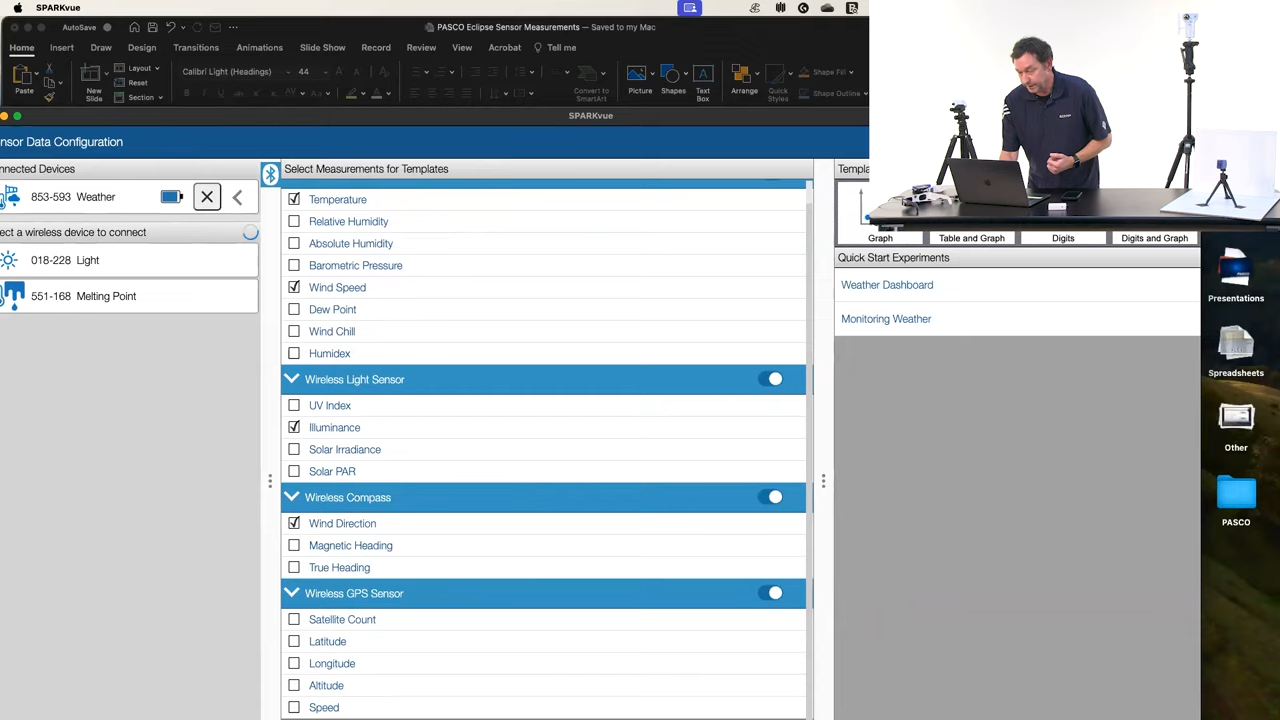 SPARKvue
AutoSave
PASCO Eclipse Sensor Measurements — Saved to my Mac
Home Insert Draw Design Transitions Animations Slide Show Record Review View Acrobat Tell me
Paste
New
Slide
Layout
Reset
Section
Calibri Light (Headings) 44
Convert to
SmartArt
Picture
Shapes
Text
Box
Arrange
Quick
Styles
Shape Fill
Shape Outline
SPARKvue
nsor Data Configuration
nnected Devices
853-593 Weather
ect a wireless device to connect
018-228 Light
551-168 Melting Point
Select Measurements for Templates
Temperature
Relative Humidity
Absolute Humidity
Barometric Pressure
Wind Speed
Dew Point
Wind Chill
Humidex
Wireless Light Sensor
UV Index
Illuminance
Solar Irradiance
Solar PAR
Wireless Compass
Wind Direction
Magnetic Heading
True Heading
Wireless GPS Sensor
Satellite Count
Latitude
Longitude
Altitude
Speed
Templ
Graph
Table and Graph
Digits
Digits and Graph
Quick Start Experiments
Weather Dashboard
Monitoring Weather
Presentations
Spreadsheets
Other
PASCO